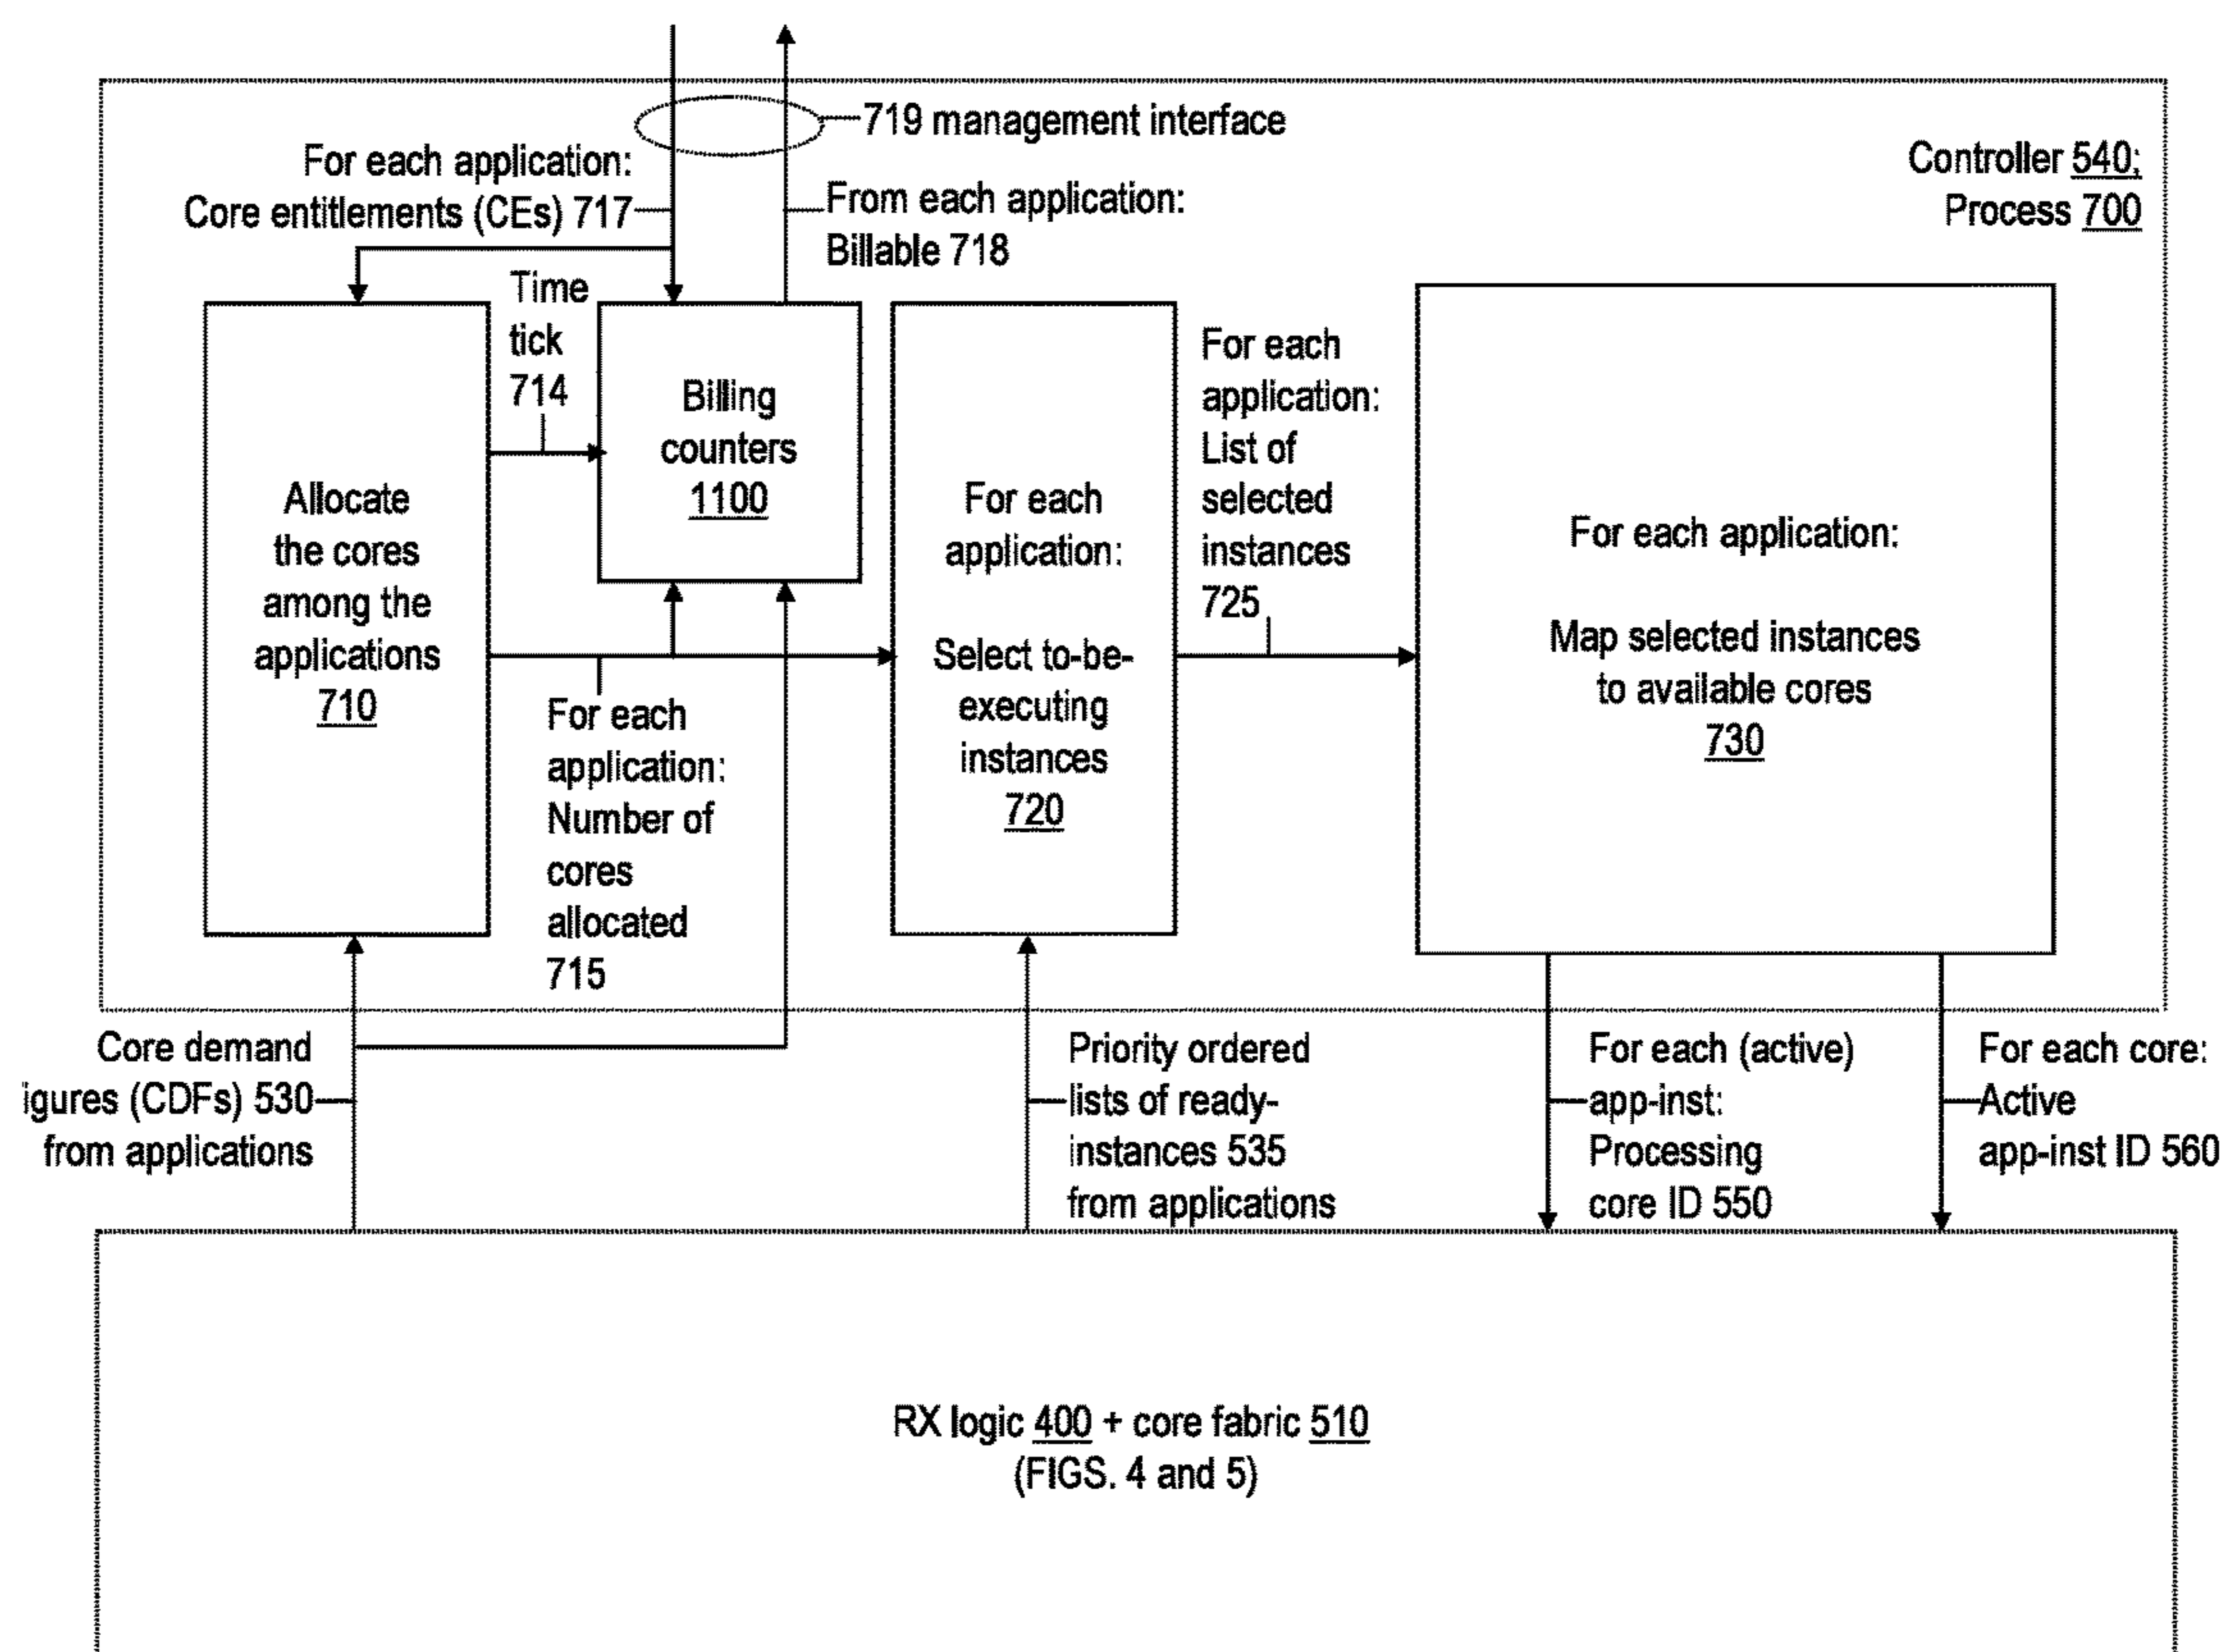 719 management interface
For each application:
Core entitlements (CEs) 717
From each application:
Billable 718
Controller 540;
Process 700
Time
tick
714
Allocate
the cores
among the
applications
710
Billing
counters
1100
For each
application:
Number of
cores
allocated
715
For each
application:
Select to-be-
executing
instances
720
For each
application:
List of
selected
instances
725
For each application:
Map selected instances
to available cores
730
Core demand
igures (CDFs) 530
from applications
Priority ordered
lists of ready-
instances 535
from applications
For each (active)
app-inst:
Processing
core ID 550
For each core:
Active
app-inst ID 560
RX logic 400 + core fabric 510
(FIGS. 4 and 5)